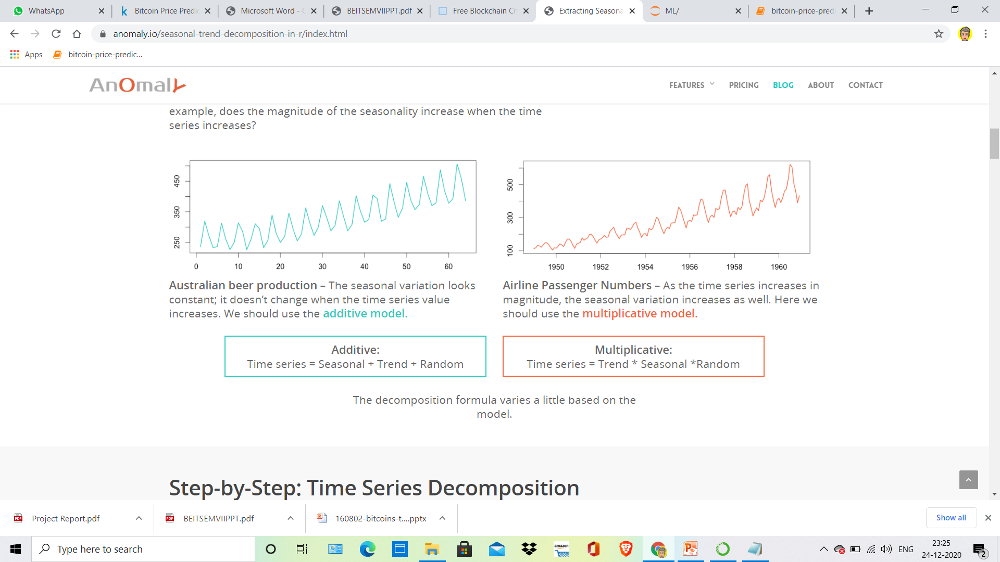 WhatsApp
Bitcoin Price Predic
Microsoft Word - 
BEITSEMVIIPPT.pdf
Free Blockchain Cr
Extracting Seasona
ML/
bitcoin-price-predi
anomaly.io/seasonal-trend-decomposition-in-r/index.html
Apps
bitcoin-price-predic...
AnOmaly
FEATURES
PRICING
BLOG
ABOUT
CONTACT
example, does the magnitude of the seasonality increase when the time
series increases?
450
350
250
0 10 20 30 40 50 60
500
300
100
1950 1952 1954 1956 1958 1960
Australian beer production – The seasonal variation looks
constant; it doesn’t change when the time series value
increases. We should use the additive model.
Airline Passenger Numbers – As the time series increases in
magnitude, the seasonal variation increases as well. Here we
should use the multiplicative model.
Additive:
Time series = Seasonal + Trend + Random
Multiplicative:
Time series = Trend * Seasonal *Random
The decomposition formula varies a little based on the
model.
Step-by-Step: Time Series Decomposition
Project Report.pdf
BEITSEMVIIPPT.pdf
160802-bitcoins-t....pptx
Show all
Type here to search
amazon
ENG
23:25
24-12-2020
2